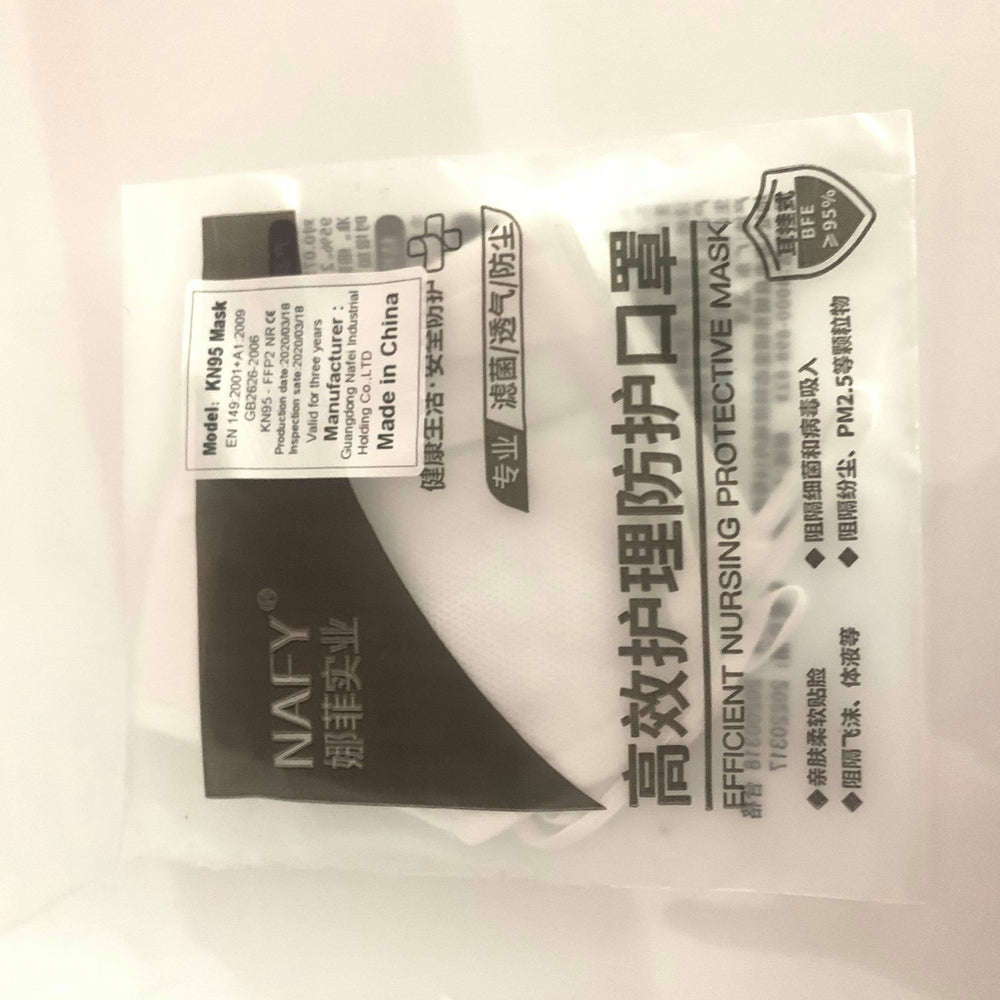 NAFY®
娜菲实业
Model: KN95 Mask
EN 149:2001+A1:2009
GB2626-2006
KN95 - FFP2 NR CE
Production date:2020/03/18
Inspection sate:2020/03/18
Valid for three years
Manufacturer :
Guangdong Nafei Industrial
Holding Co.,LTD
Made in China
健康生活·安全防护
专业 滤菌/透气/防尘
高效护理防护口罩
EFFICIENT NURSING PROTECTIVE MASK
耳挂式
BFE
≥95%
◆ 亲肤柔软贴脸 ◆ 阻隔细菌和病毒吸入
◆ 阻隔飞沫、体液等 ◆ 阻隔纷尘、PM2.5等颗粒物